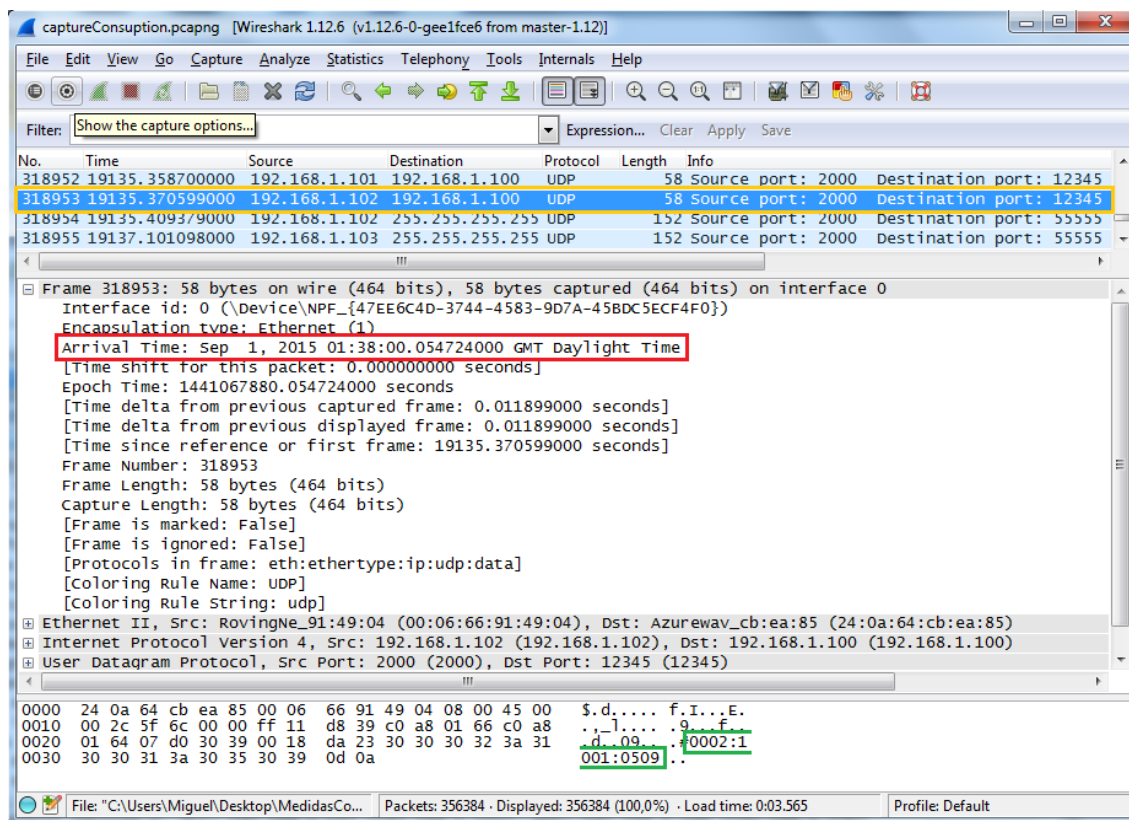 captureConsuption.pcapng [Wireshark 1.12.6 (v1.12.6-0-gee1fce6 from master-1.12)]
File Edit View Go Capture Analyze Statistics Telephony Tools Internals Help
Filter: Show the capture options... Expression... Clear Apply Save
No. Time Source Destination Protocol Length Info
318952 19135.358700000 192.168.1.101 192.168.1.100 UDP 58 Source port: 2000 Destination port: 12345
318953 19135.370599000 192.168.1.102 192.168.1.100 UDP 58 Source port: 2000 Destination port: 12345
318954 19135.409379000 192.168.1.102 255.255.255.255 UDP 152 Source port: 2000 Destination port: 55555
318955 19137.101098000 192.168.1.103 255.255.255.255 UDP 152 Source port: 2000 Destination port: 55555
Frame 318953: 58 bytes on wire (464 bits), 58 bytes captured (464 bits) on interface 0
Interface id: 0 (\Device\NPF_{47EE6C4D-3744-4583-9D7A-45BDC5ECF4F0})
Encapsulation type: Ethernet (1)
Arrival Time: Sep 1, 2015 01:38:00.054724000 GMT Daylight Time
[Time shift for this packet: 0.000000000 seconds]
Epoch Time: 1441067880.054724000 seconds
[Time delta from previous captured frame: 0.011899000 seconds]
[Time delta from previous displayed frame: 0.011899000 seconds]
[Time since reference or first frame: 19135.370599000 seconds]
Frame Number: 318953
Frame Length: 58 bytes (464 bits)
Capture Length: 58 bytes (464 bits)
[Frame is marked: False]
[Frame is ignored: False]
[Protocols in frame: eth:ethertype:ip:udp:data]
[Coloring Rule Name: UDP]
[Coloring Rule String: udp]
Ethernet II, Src: RovingNe_91:49:04 (00:06:66:91:49:04), Dst: Azurewav_cb:ea:85 (24:0a:64:cb:ea:85)
Internet Protocol Version 4, Src: 192.168.1.102 (192.168.1.102), Dst: 192.168.1.100 (192.168.1.100)
User Datagram Protocol, Src Port: 2000 (2000), Dst Port: 12345 (12345)
0000 24 0a 64 cb ea 85 00 06 66 91 49 04 08 00 45 00 $.d..... f.I...E.
0010 00 2c 5f 6c 00 00 ff 11 d8 39 c0 a8 01 66 c0 a8 .,_l.... .9...f..
0020 01 64 07 d0 30 39 00 18 da 23 30 30 30 32 3a 31 .d..09.. .#0002:1
0030 30 30 31 3a 30 35 30 39 0d 0a 001:0509 ..
File: "C:\Users\Miguel\Desktop\MedidasCo... Packets: 356384 · Displayed: 356384 (100,0%) · Load time: 0:03.565 Profile: Default